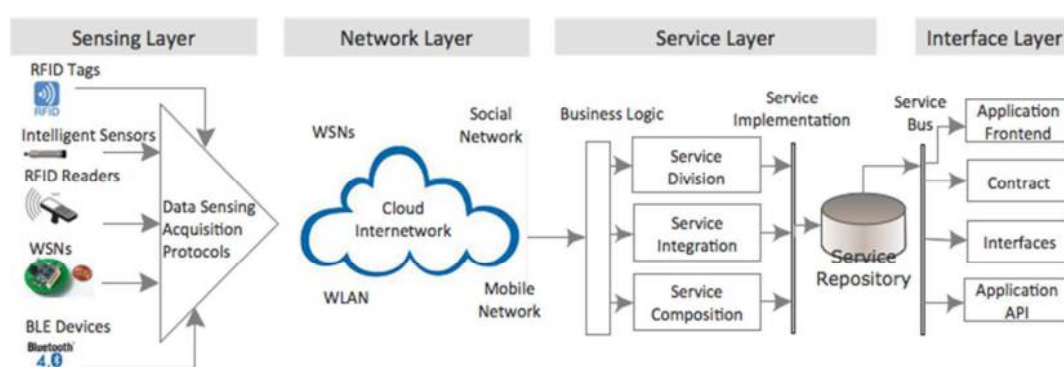 Sensing Layer
Network Layer
Service Layer
Interface Layer
RFID Tags
RFID
Intelligent Sensors
RFID Readers
WSNs
BLE Devices
Bluetooth
4.0
Data Sensing
Acquisition
Protocols
WSNs
Social
Network
Cloud
Internetwork
WLAN
Mobile
Network
Business Logic
Service
Division
Service
Integration
Service
Composition
Service
Implementation
Service
Repository
Service
Bus
Application
Frontend
Contract
Interfaces
Application
API